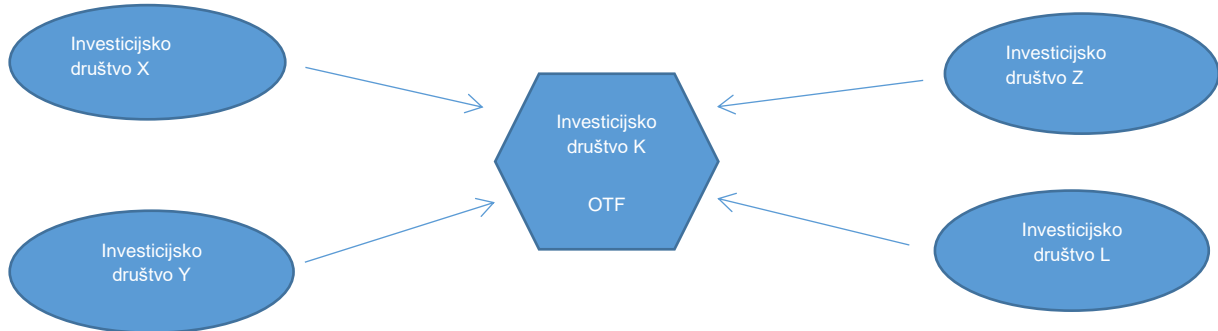 Investicijsko
društvo X
Investicijsko
društvo Z
Investicijsko
društvo K
OTF
Investicijsko
društvo Y
Investicijsko
društvo L